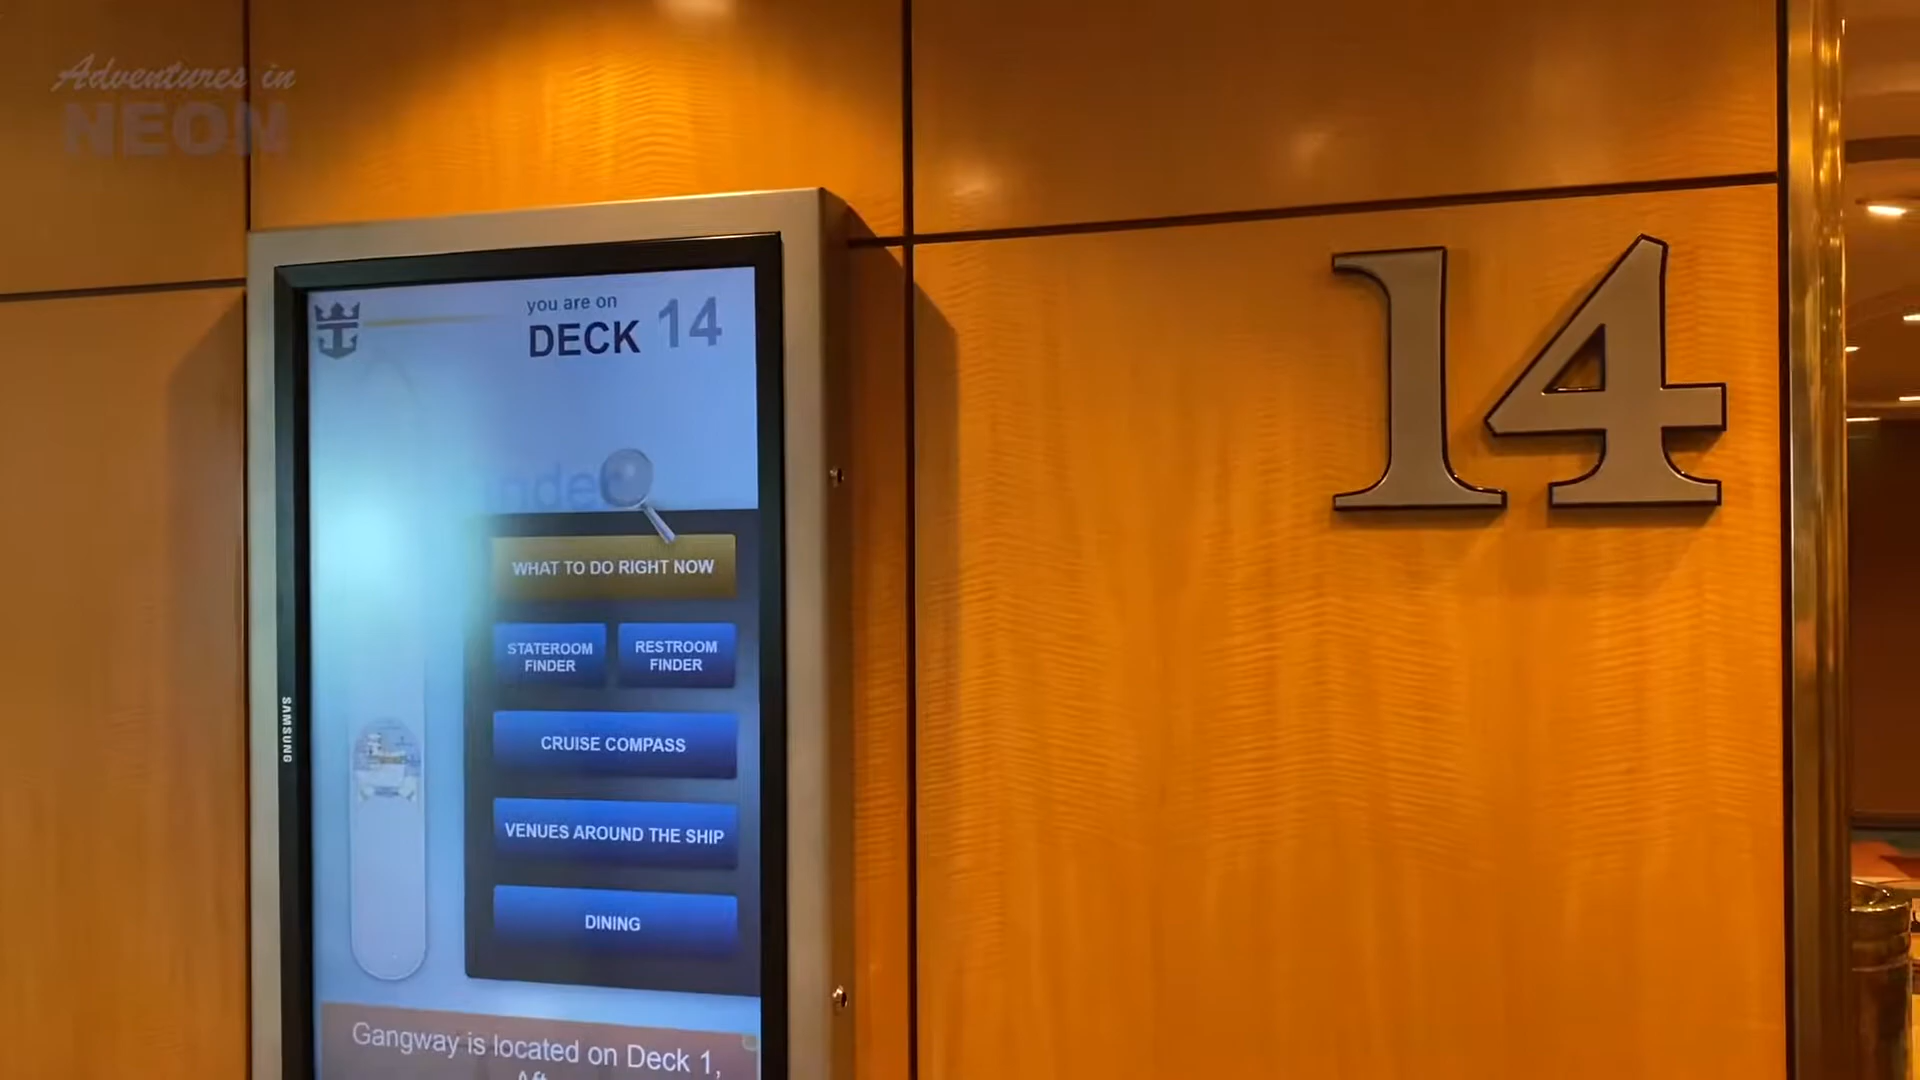 Adventures in
NEON
you are on
DECK 14
14
WHAT TO DO RIGHT NOW
STATEROOM
FINDER
RESTROOM
FINDER
CRUISE COMPASS
VENUES AROUND THE SHIP
DINING
SAMSUNG
Gangway is located on Deck 1,